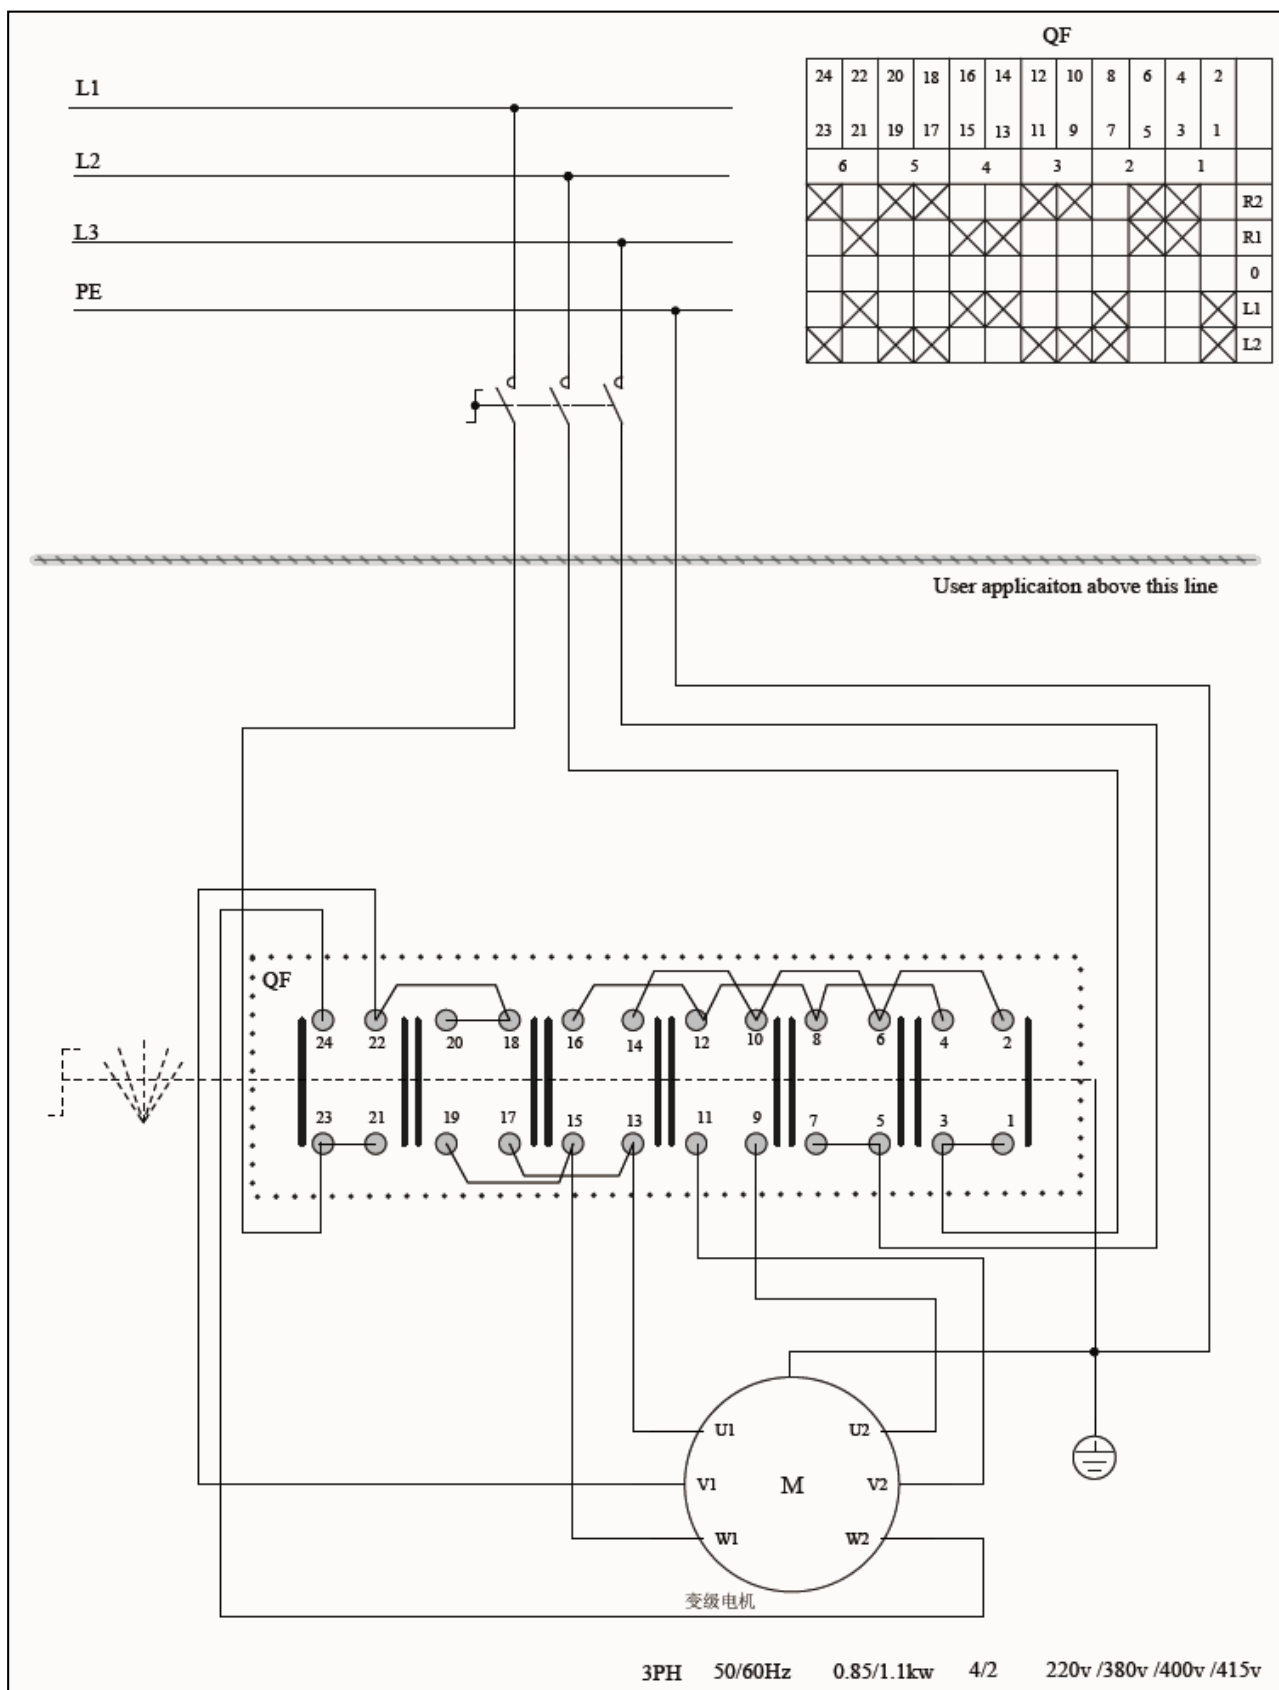 QF
24 22 20 18 16 14 12 10 8 6 4 2
23 21 19 17 15 13 11 9 7 5 3 1
6 5 4 3 2 1
R2
R1
0
L1
L2
L1
L2
L3
PE
User applicaiton above this line
QF
24 22 20 18 16 14 12 10 8 6 4 2
23 21 19 17 15 13 11 9 7 5 3 1
U1 U2
V1 M V2
W1 W2
变级电机
3PH 50/60Hz 0.85/1.1kw 4/2 220v /380v /400v /415v